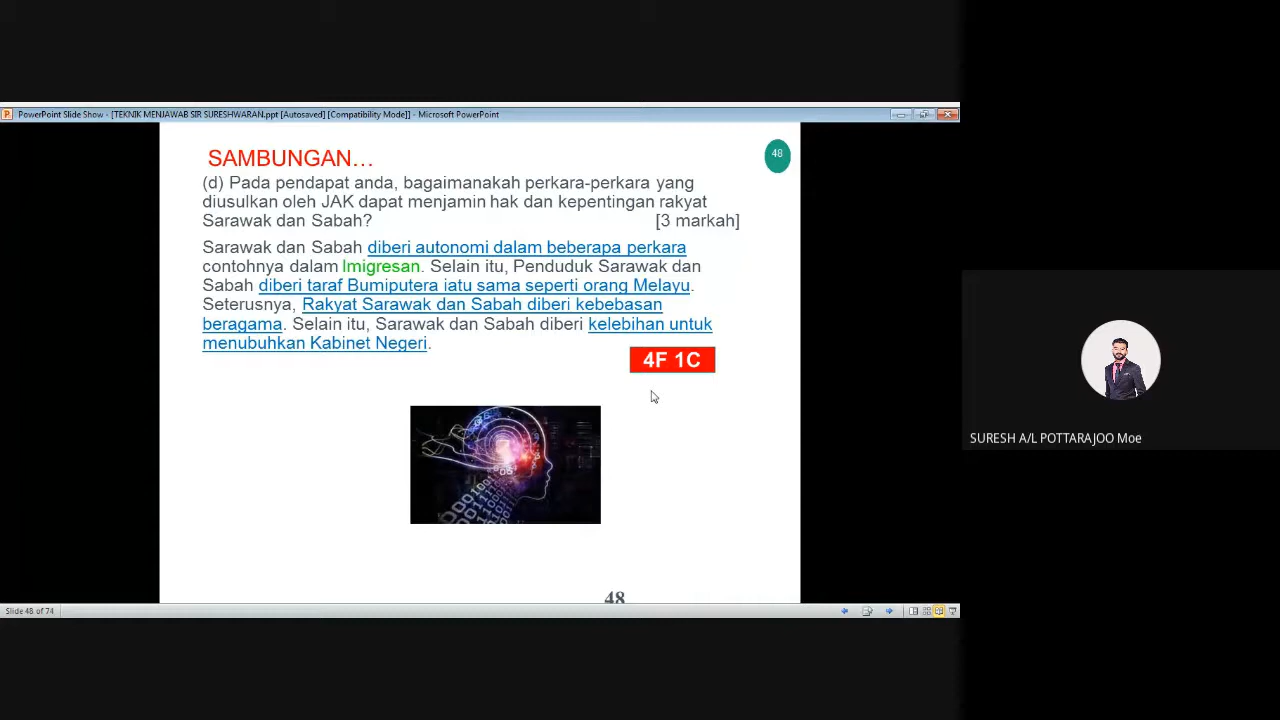 PowerPoint Slide Show - [TEKNIK MENJAWAB SIR SURESHWARAN.ppt [Autosaved] [Compatibility Mode]] - Microsoft PowerPoint
SAMBUNGAN…
48
(d) Pada pendapat anda, bagaimanakah perkara-perkara yang
diusulkan oleh JAK dapat menjamin hak dan kepentingan rakyat
Sarawak dan Sabah? [3 markah]
Sarawak dan Sabah diberi autonomi dalam beberapa perkara
contohnya dalam Imigresan. Selain itu, Penduduk Sarawak dan
Sabah diberi taraf Bumiputera iatu sama seperti orang Melayu.
Seterusnya, Rakyat Sarawak dan Sabah diberi kebebasan
beragama. Selain itu, Sarawak dan Sabah diberi kelebihan untuk
menubuhkan Kabinet Negeri.
4F 1C
SURESH A/L POTTARAJOO Moe
48
Slide 48 of 74